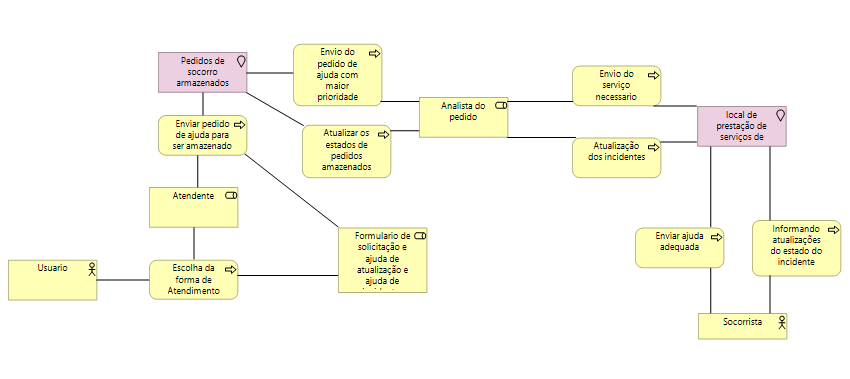 Pedidos de
socorro
armazenados
Envio do
pedido de
ajuda com
maior
prioridade
Enviar pedido
de ajuda para
ser amazenado
Atualizar os
estados de
pedidos
amazenados
Analista do
pedido
Envio do
serviço
necessario
Atualização
dos incidentes
local de
prestação de
serviços de
Atendente
Formulario de
solicitação e
ajuda de
atualização e
ajuda de
Usuario
Escolha da
forma de
Atendimento
Enviar ajuda
adequada
Informando
atualizações
do estado do
incidente
Socorrista